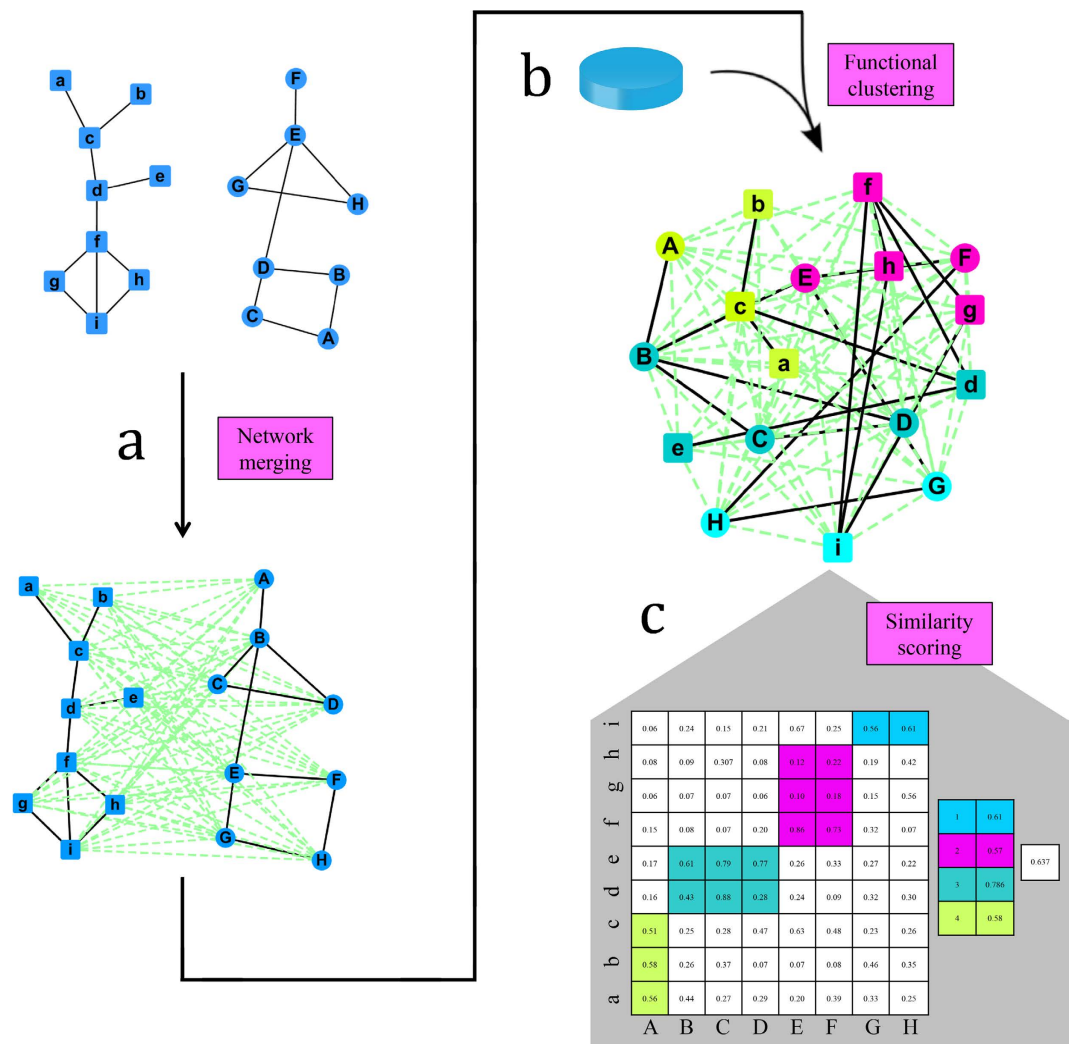 a
b
c
d
e
f
g
h
i
F
E
G
H
D
B
C
A
a
Network
merging
a
b
c
d
e
f
g
h
i
A
B
C
D
E
F
G
H
b
Functional
clustering
b
f
A
E
h
F
c
g
B
a
d
e
C
D
G
H
i
c
Similarity
scoring
i 0.06 0.24 0.15 0.21 0.67 0.25 0.56 0.61
h 0.08 0.09 0.307 0.08 0.12 0.22 0.19 0.42
g 0.06 0.07 0.07 0.06 0.10 0.18 0.15 0.56
f 0.15 0.08 0.07 0.20 0.86 0.73 0.32 0.07
e 0.17 0.61 0.79 0.77 0.26 0.33 0.27 0.22
d 0.16 0.43 0.88 0.28 0.24 0.09 0.32 0.30
c 0.51 0.25 0.28 0.47 0.63 0.48 0.23 0.26
b 0.58 0.26 0.37 0.07 0.07 0.08 0.46 0.35
a 0.56 0.44 0.27 0.29 0.20 0.39 0.33 0.25
A B C D E F G H
1 0.61
2 0.57
3 0.786
4 0.58
0.637